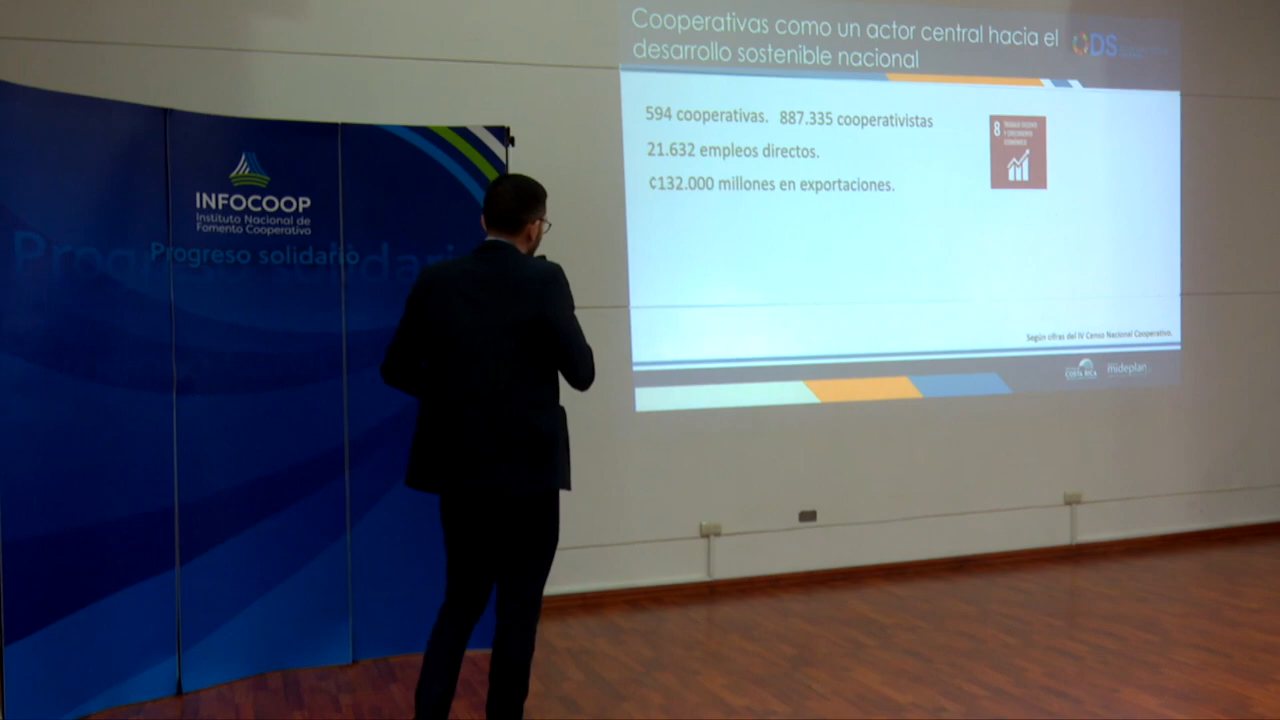 Cooperativas como un actor central hacia el
desarrollo sostenible nacional
ODS
594 cooperativas. 887.335 cooperativistas
21.632 empleos directos.
¢132.000 millones en exportaciones.
8 TRABAJO DECENTE
Y CRECIMIENTO
ECONÓMICO
Según cifras del IV Censo Nacional Cooperativo.
COSTA RICA
mideplan
INFOCOOP
Instituto Nacional de
Fomento Cooperativo
Progreso solidario
Progreso solidario